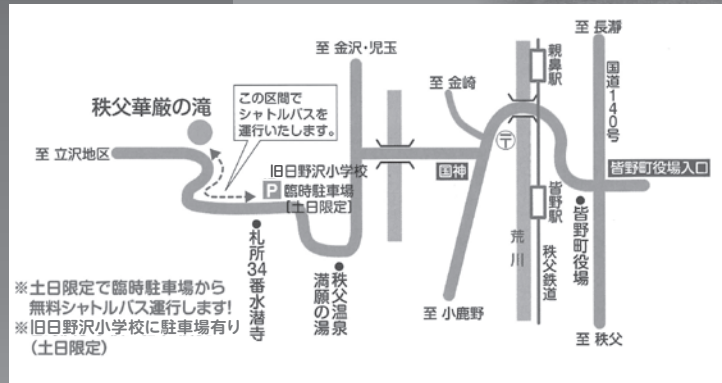 至 長瀞
親鼻駅
国道140号
至 金沢・児玉
至 金崎
この区間で
シャトルバスを
運行いたします。
秩父華厳の滝
至 立沢地区
〒
国神
皆野町役場入口
旧日野沢小学校
P 臨時駐車場
[土日限定]
皆野駅
荒川
秩父鉄道
●皆野町役場
●札所34番水潜寺
●秩父温泉
満願の湯
至 小鹿野
至 秩父
※土日限定で臨時駐車場から
無料シャトルバス運行します!
※旧日野沢小学校に駐車場有り
(土日限定)